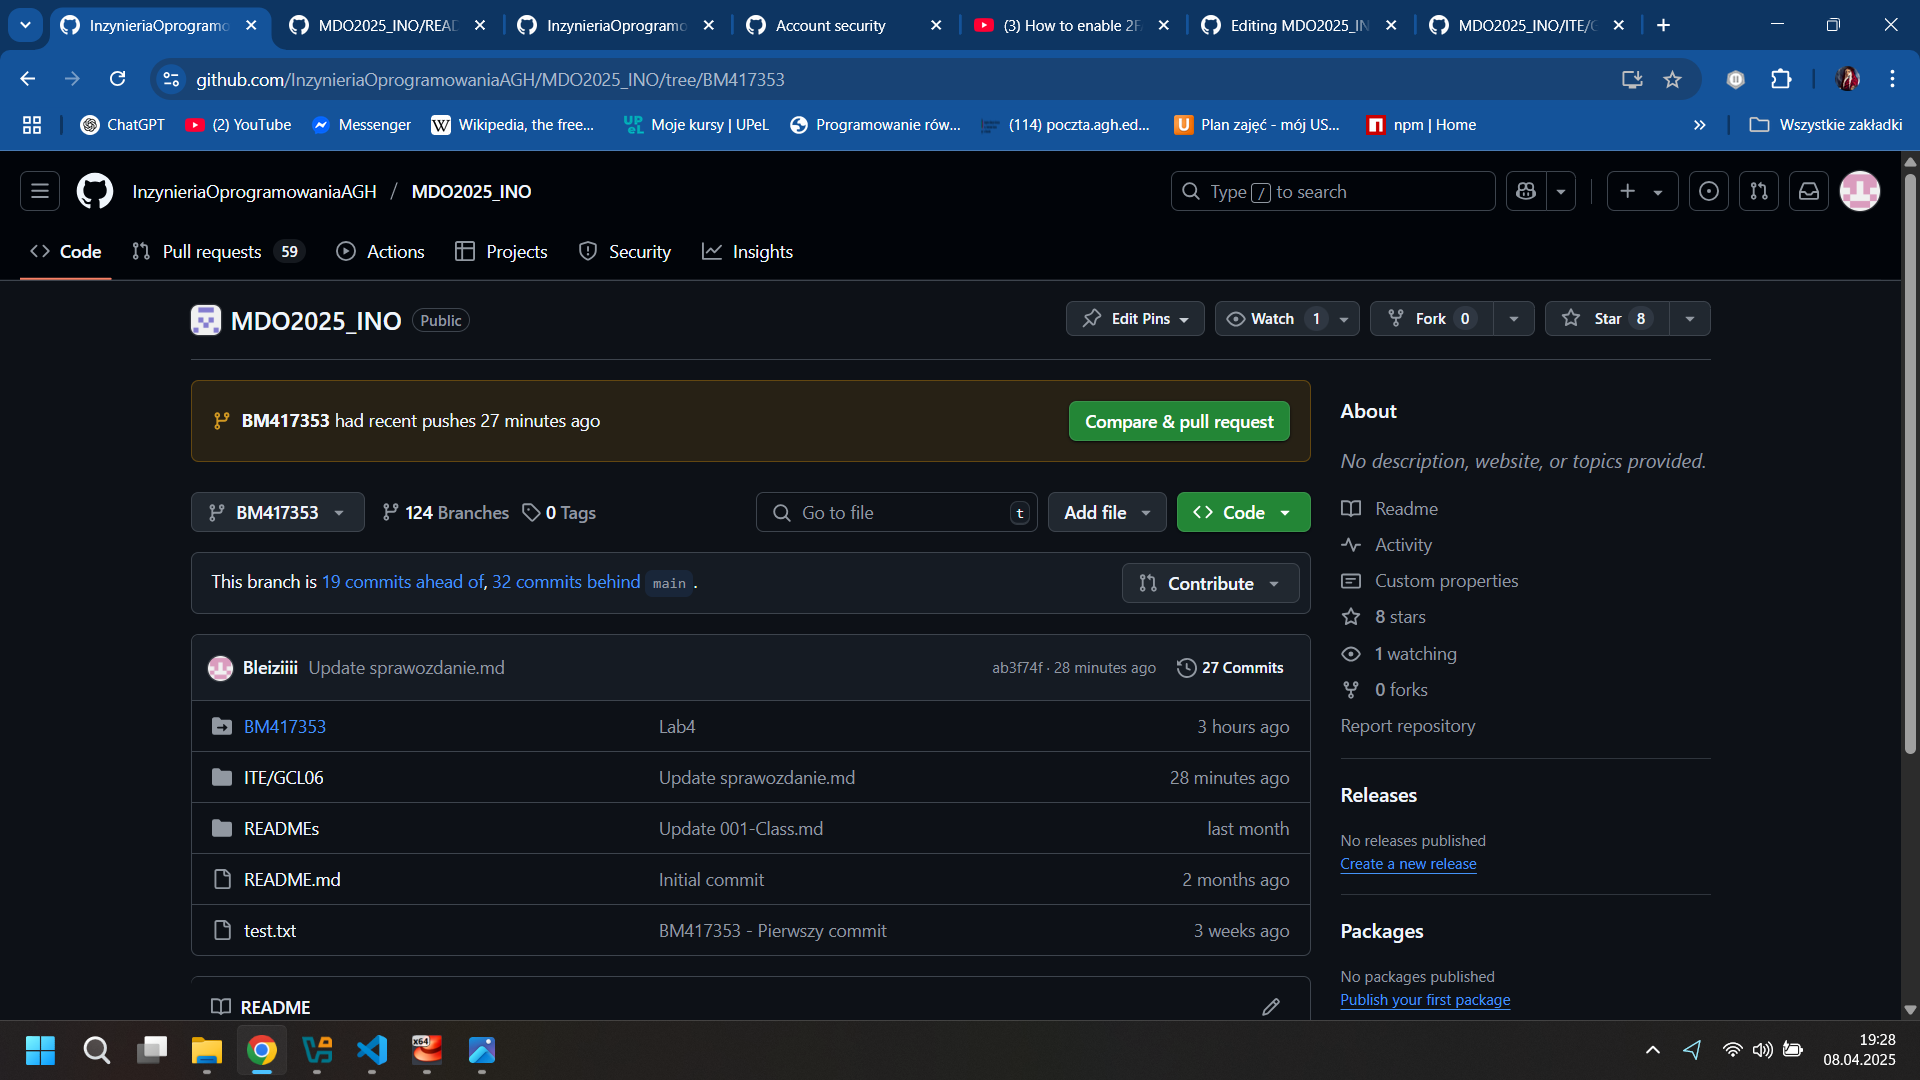 InzynieriaOprogramo
MDO2025_INO/READ
InzynieriaOprogramo
Account security
(3) How to enable 2F
Editing MDO2025_IN
MDO2025_INO/ITE/G
github.com/InzynieriaOprogramowaniaAGH/MDO2025_INO/tree/BM417353
ChatGPT
(2) YouTube
Messenger
Wikipedia, the free...
Moje kursy | UPeL
Programowanie rów...
(114) poczta.agh.ed...
Plan zajęć - mój US...
npm | Home
Wszystkie zakładki
InzynieriaOprogramowaniaAGH / MDO2025_INO
Type / to search
Code
Pull requests 59
Actions
Projects
Security
Insights
MDO2025_INO Public
Edit Pins
Watch 1
Fork 0
Star 8
BM417353 had recent pushes 27 minutes ago
Compare & pull request
BM417353
124 Branches
0 Tags
Go to file t
Add file
Code
This branch is 19 commits ahead of, 32 commits behind main .
Contribute
Bleiziiii Update sprawozdanie.md
ab3f74f · 28 minutes ago
27 Commits
BM417353 Lab4 3 hours ago
ITE/GCL06 Update sprawozdanie.md 28 minutes ago
READMEs Update 001-Class.md last month
README.md Initial commit 2 months ago
test.txt BM417353 - Pierwszy commit 3 weeks ago
README
About
No description, website, or topics provided.
Readme
Activity
Custom properties
8 stars
1 watching
0 forks
Report repository
Releases
No releases published
Create a new release
Packages
No packages published
Publish your first package
x64
19:28
08.04.2025